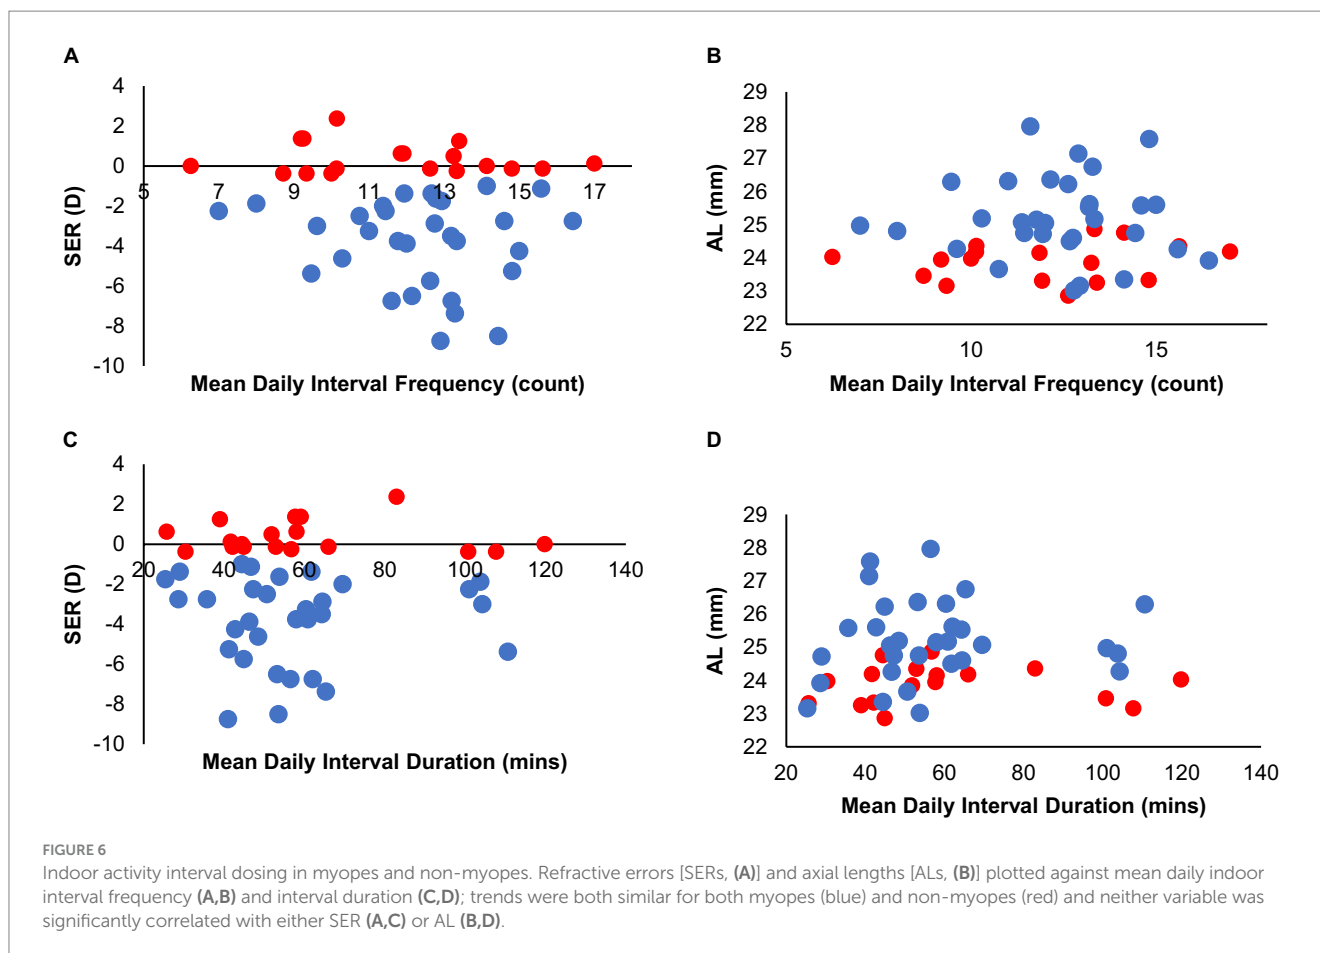 A
4
2
0
-2
-4
-6
-8
-10
5 7 9 11 13 15 17
SER (D)
Mean Daily Interval Frequency (count)
B
29
28
27
26
25
24
23
22
5 10 15
AL (mm)
Mean Daily Interval Frequency (count)
C
4
2
0
-2
-4
-6
-8
-10
20 40 60 80 100 120 140
SER (D)
Mean Daily Interval Duration (mins)
D
29
28
27
26
25
24
23
22
20 40 60 80 100 120 140
AL (mm)
Mean Daily Interval Duration (mins)
FIGURE 6
Indoor activity interval dosing in myopes and non-myopes. Refractive errors [SERs, (A)] and axial lengths [ALs, (B)] plotted against mean daily indoor
interval frequency (A,B) and interval duration (C,D); trends were both similar for both myopes (blue) and non-myopes (red) and neither variable was
significantly correlated with either SER (A,C) or AL (B,D).